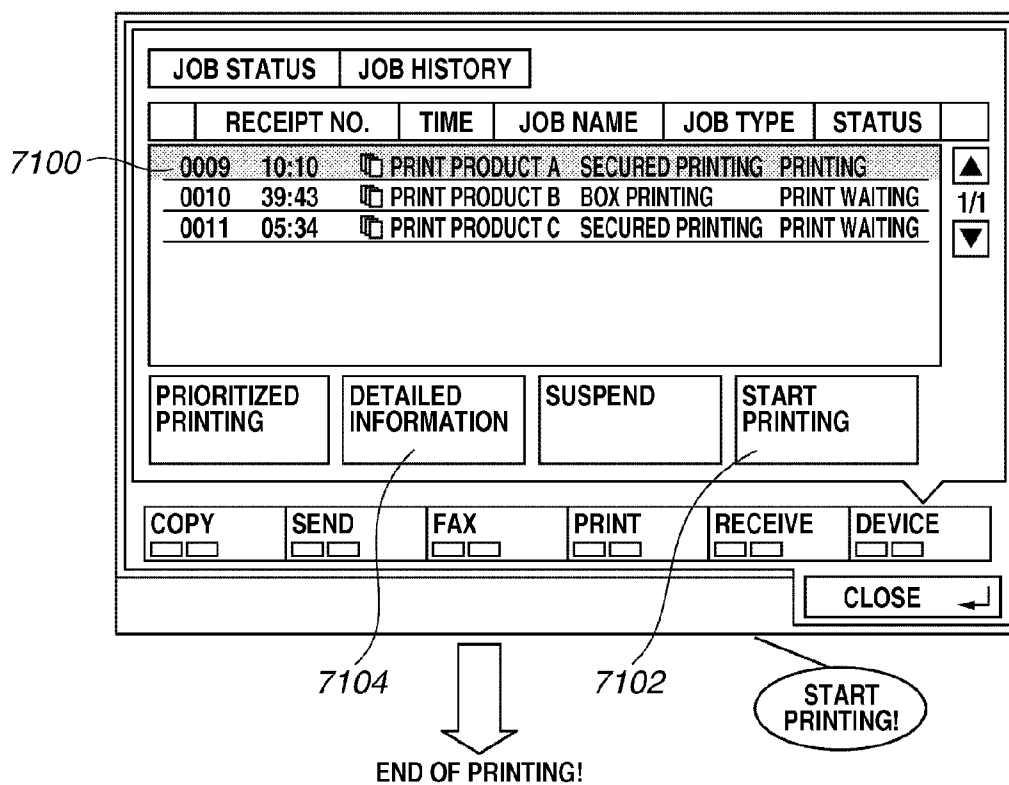 JOB STATUS JOB HISTORY
RECEIPT NO. TIME JOB NAME JOB TYPE STATUS
7100
0009 10:10 PRINT PRODUCT A SECURED PRINTING PRINTING
0010 39:43 PRINT PRODUCT B BOX PRINTING PRINT WAITING
1/1
0011 05:34 PRINT PRODUCT C SECURED PRINTING PRINT WAITING
PRIORITIZED
PRINTING
DETAILED
INFORMATION
SUSPEND
START
PRINTING
COPY SEND FAX PRINT RECEIVE DEVICE
CLOSE
7104
7102
START
PRINTING!
END OF PRINTING!